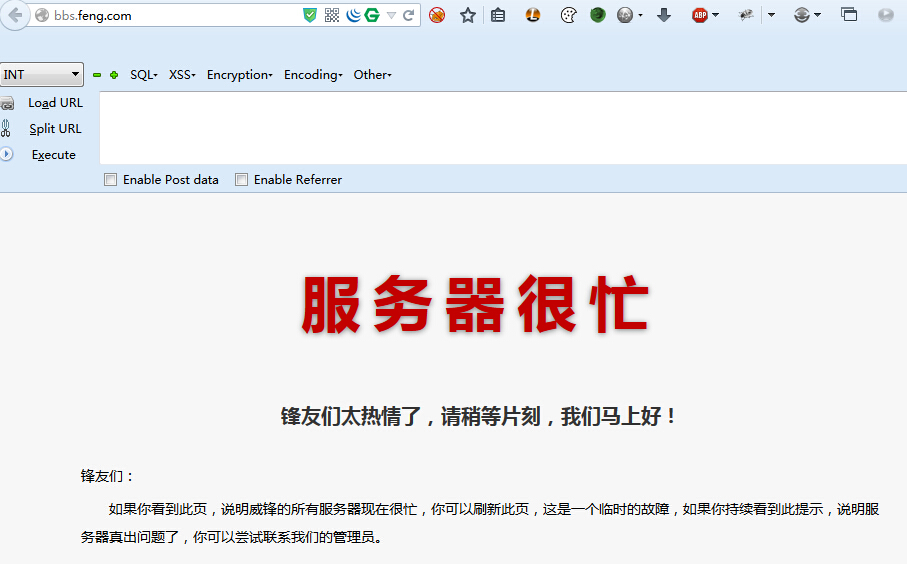 bbs.feng.com
ABP
INT
SQL
XSS
Encryption
Encoding
Other
Load URL
Split URL
Execute
Enable Post data
Enable Referrer
服务器很忙
锋友们太热情了，请稍等片刻，我们马上好！
锋友们：
如果你看到此页，说明威锋的所有服务器现在很忙，你可以刷新此页，这是一个临时的故障，如果你持续看到此提示，说明服
务器真出问题了，你可以尝试联系我们的管理员。